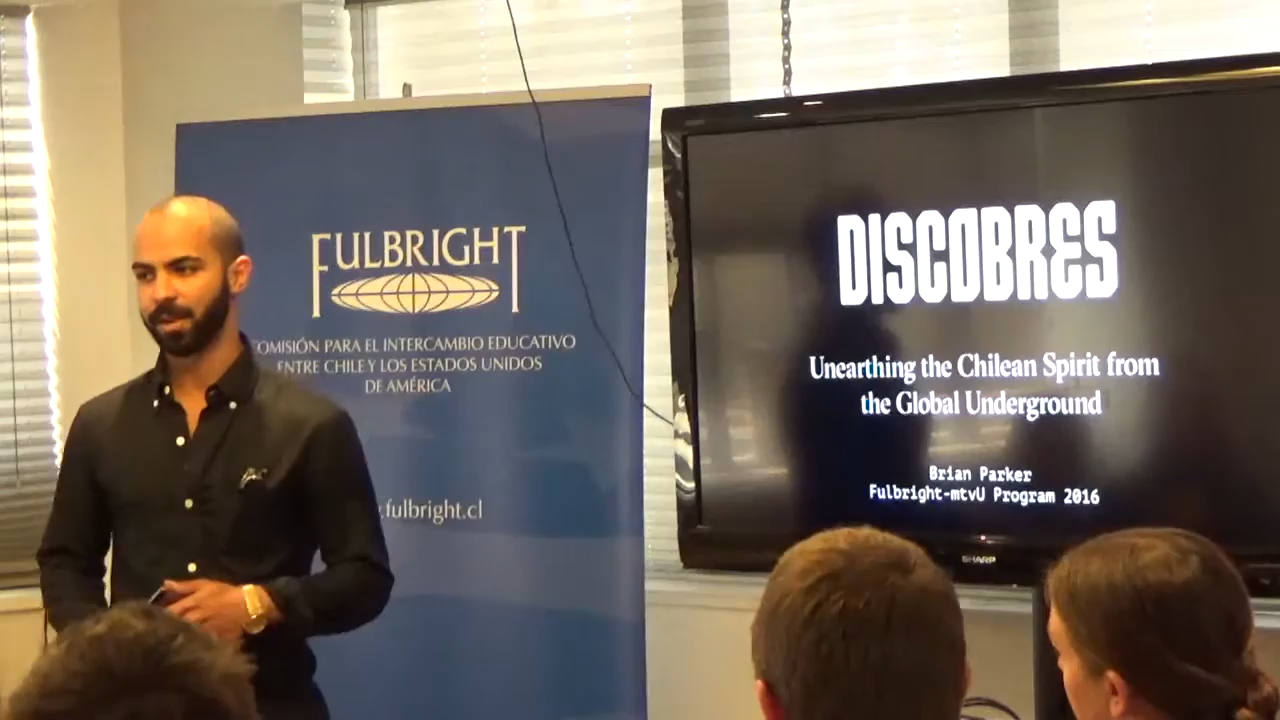 FULBRIGHT
COMISIÓN PARA EL INTERCAMBIO EDUCATIVO
ENTRE CHILE Y LOS ESTADOS UNIDOS
DE AMÉRICA
.fulbright.cl
DISCOBRES
Unearthing the Chilean Spirit from
the Global Underground
Brian Parker
Fulbright-mtvU Program 2016
SHARP